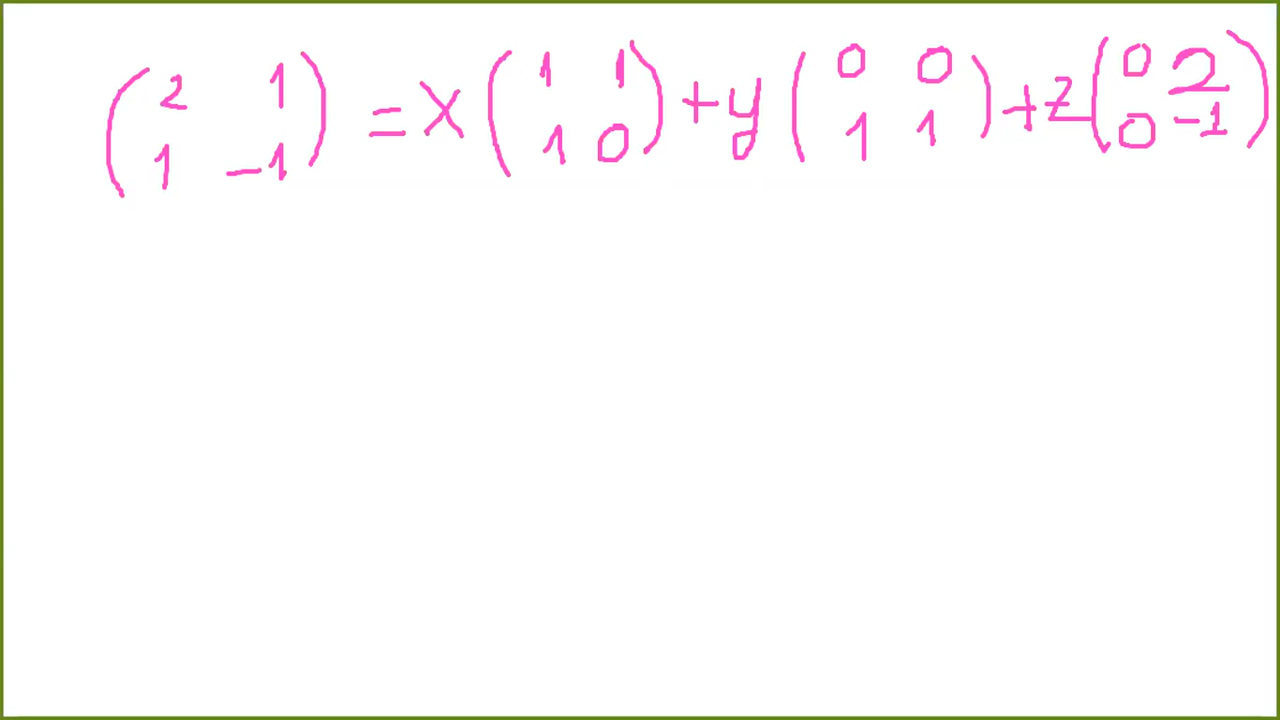 (2 1) = x(1 1) + y(0 0) + z(0 2)
(1 -1) (1 0) (1 1) (0 -1)